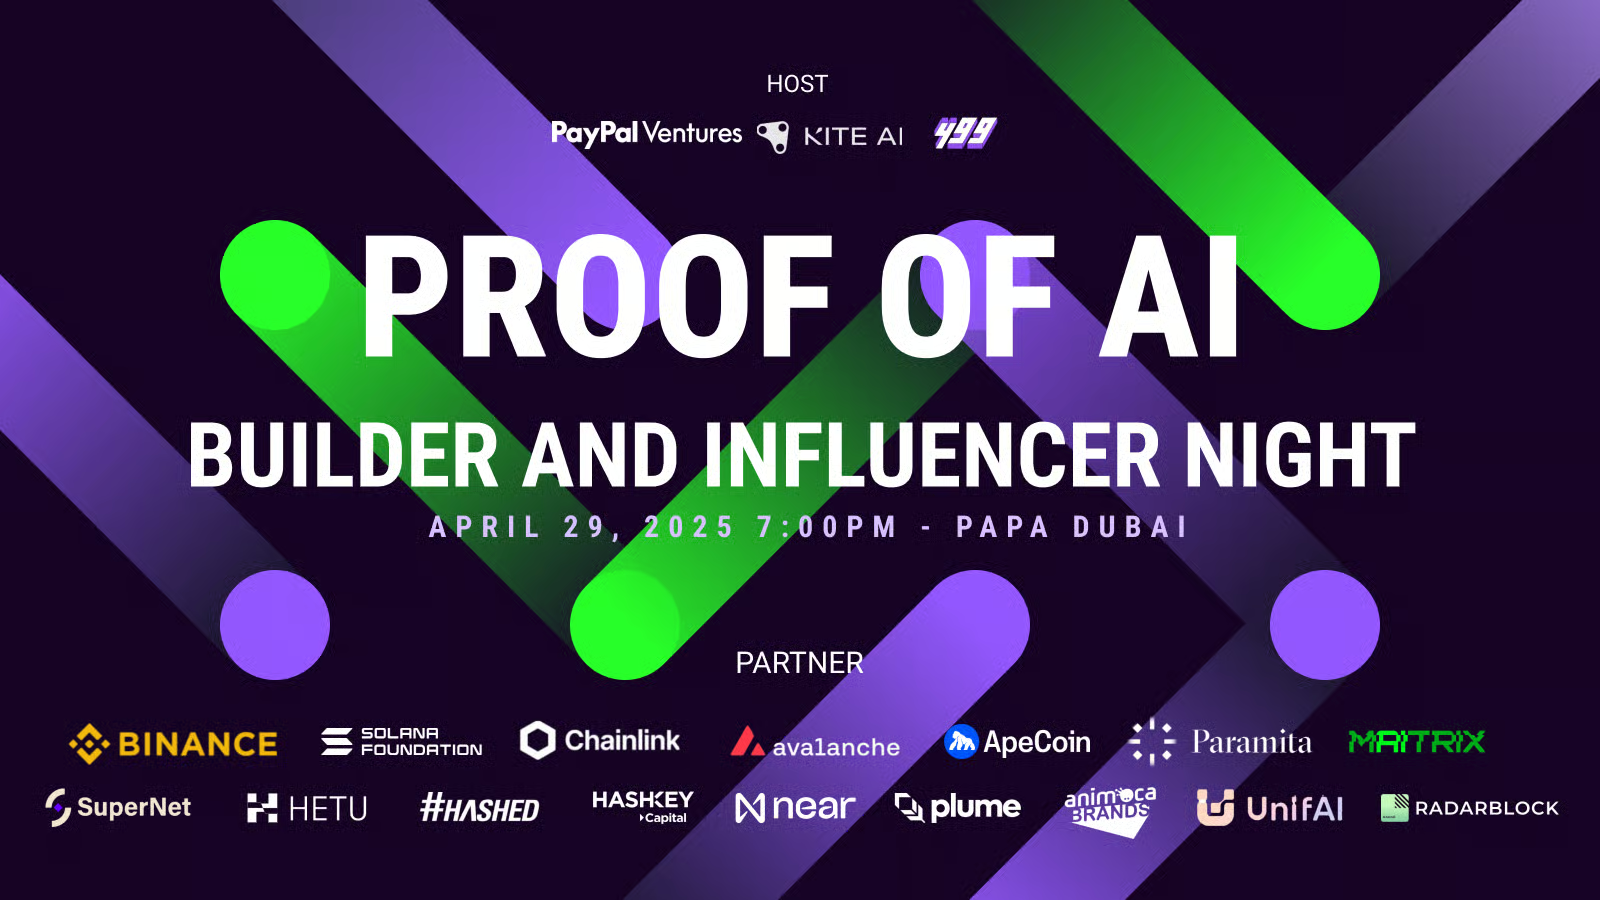 HOST
PayPal Ventures KITE AI 499
PROOF OF AI
BUILDER AND INFLUENCER NIGHT
APRIL 29, 2025 7:00PM - PAPA DUBAI
PARTNER
BINANCE SOLANA FOUNDATION Chainlink avalanche ApeCoin Paramita MAITRIX
SuperNet HETU #HASHED HASHKEY Capital near plume animoca BRANDS UnifAI RADARBLOCK